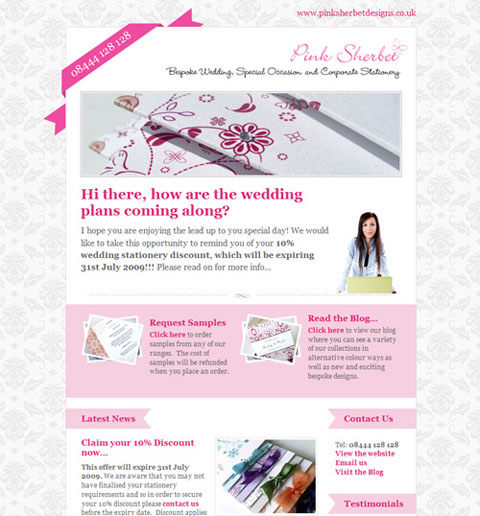 www.pinksherbetdesigns.co.uk
08444 128 128
Pink Sherbet
Bespoke Wedding, Special Occasion and Corporate Stationery
Hi there, how are the wedding
plans coming along?
I hope you are enjoying the lead up to you special day! We would
like to take this opportunity to remind you of your 10%
wedding stationery discount, which will be expiring
31st July 2009!!! Please read on for more info...
Request Samples
Click here to order
samples from any of our
ranges. The cost of
samples will be refunded
when you place an order.
Read the Blog...
Click here to view our blog
where you can see a variety
of our collections in
alternative colour ways as
well as new and exciting
bespoke designs.
Latest News
Claim your 10% Discount
now...
This offer will expire 31st July
2009. We are aware that you may not
have finalised your stationery
requirements and so in order to secure
your 10% discount please contact us
before the expiry date. Discount applies
Contact Us
Tel: 08444 128 128
View the website
Email us
Visit the Blog
Testimonials